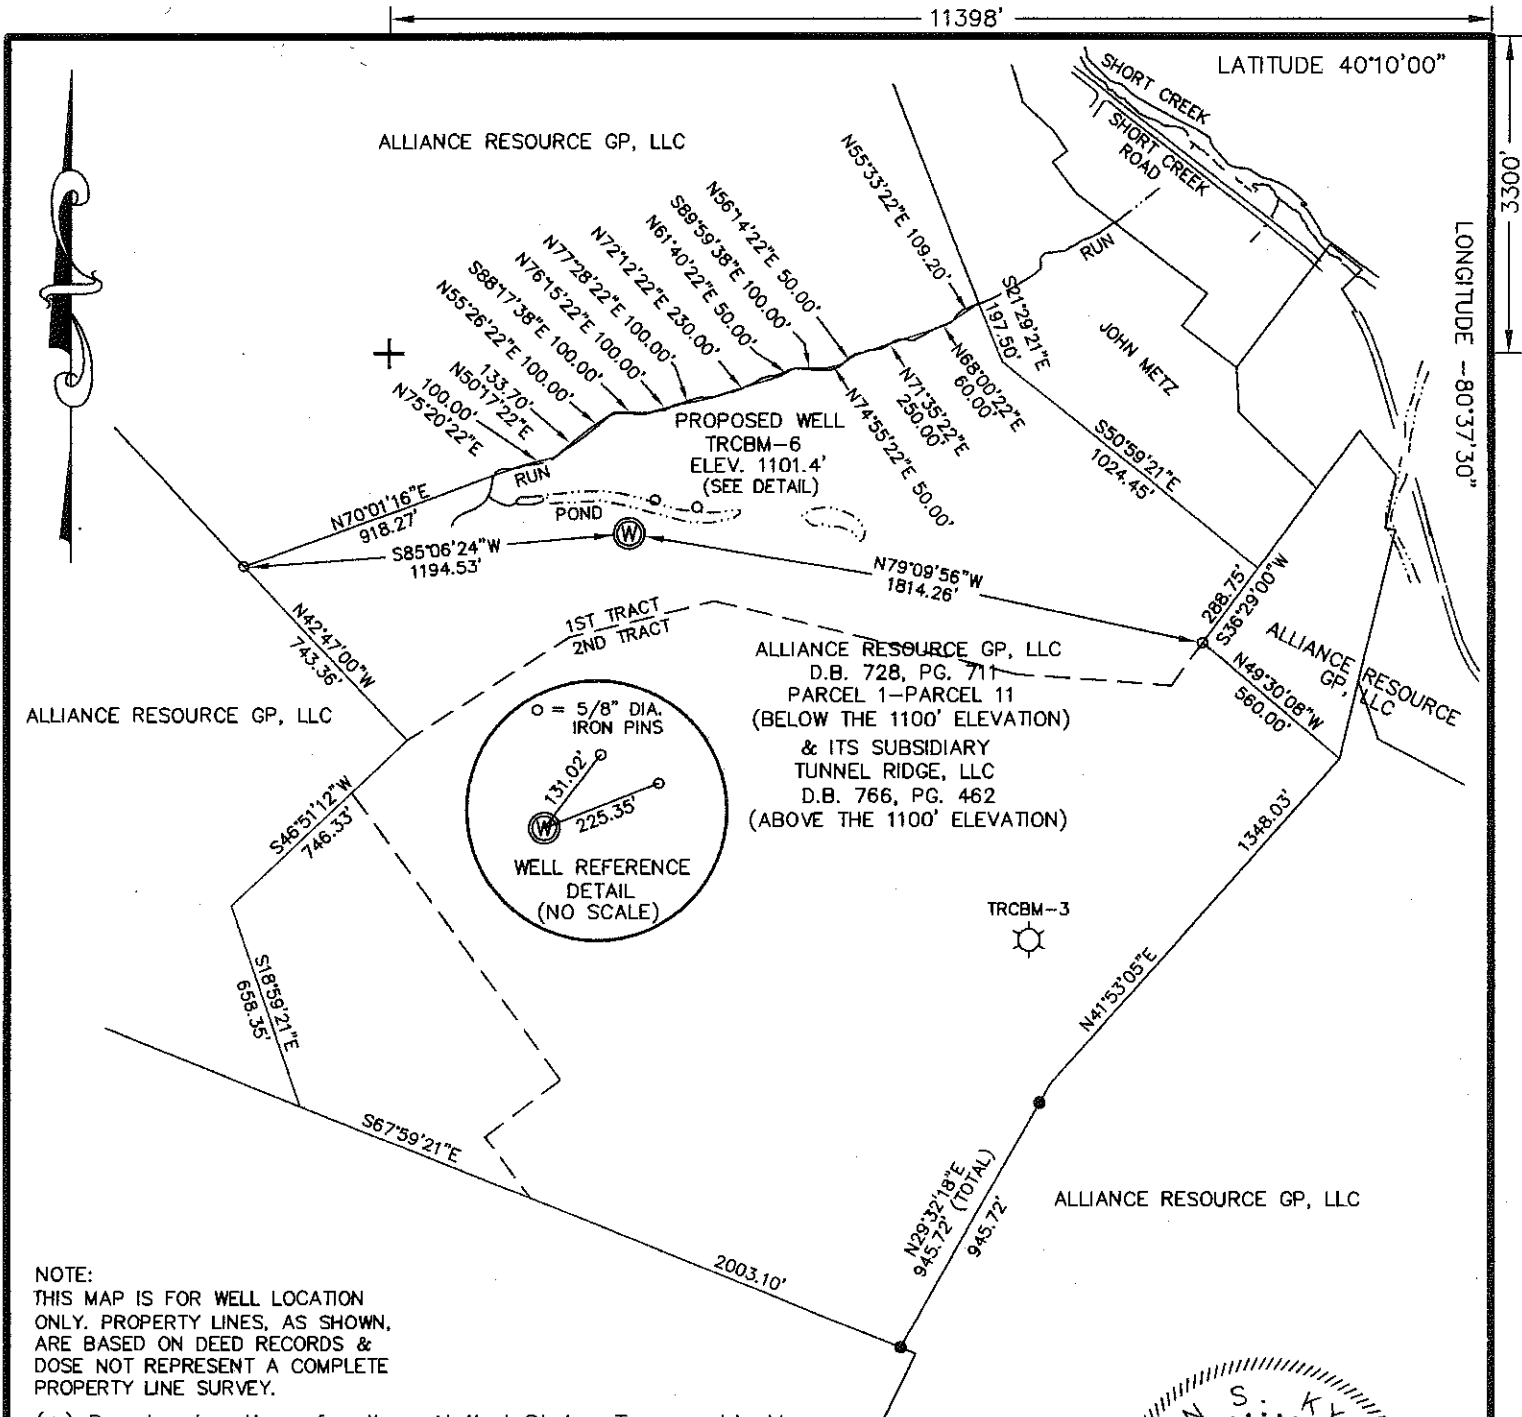 11398'
LATITUDE 40°10'00"
3300'
LONGITUDE -80°37'30"
SHORT CREEK
SHORT CREEK
ROAD
ALLIANCE RESOURCE GP, LLC
N55°33'22"E 109.20'
N56°14'22"E 50.00'
S89°59'38"E 100.00'
N61°40'22"E 50.00'
N72°12'22"E 230.00'
N77°28'22"E 100.00'
N76°15'22"E 100.00'
S88°17'38"E 100.00'
N55°26'22"E 100.00'
133.70'
N50°17'22"E
100.00'
N75°20'22"E
RUN
S21°29'21"E
197.50'
JOHN METZ
N68°00'22"E
60.00'
N71°35'22"E
250.00'
N74°55'22"E 50.00'
S50°59'21"E
1024.45'
PROPOSED WELL
TRCBM-6
ELEV. 1101.4'
(SEE DETAIL)
RUN
POND
W
N70°01'16"E
918.27'
S85°06'24"W
1194.53'
N79°09'56"W
1814.26'
288.75'
S36°29'00"W
N42°47'00"W
743.36'
1ST TRACT
2ND TRACT
ALLIANCE RESOURCE GP, LLC
D.B. 728, PG. 711
PARCEL 1-PARCEL 11
(BELOW THE 1100' ELEVATION)
& ITS SUBSIDIARY
TUNNEL RIDGE, LLC
D.B. 766, PG. 462
(ABOVE THE 1100' ELEVATION)
ALLIANCE RESOURCE
GP, LLC
N49°30'08"W
560.00'
ALLIANCE RESOURCE GP, LLC
O = 5/8" DIA.
IRON PINS
131.02'
225.35'
W
WELL REFERENCE
DETAIL
(NO SCALE)
S46°51'12"W
746.33'
1348.03'
N41°53'05"E
TRCBM-3
S18°59'21"E
658.35'
S67°59'21"E
2003.10'
N29°32'18"E
945.72' (TOTAL)
945.72'
ALLIANCE RESOURCE GP, LLC
NOTE:
THIS MAP IS FOR WELL LOCATION
ONLY. PROPERTY LINES, AS SHOWN,
ARE BASED ON DEED RECORDS &
DOSE NOT REPRESENT A COMPLETE
PROPERTY LINE SURVEY.